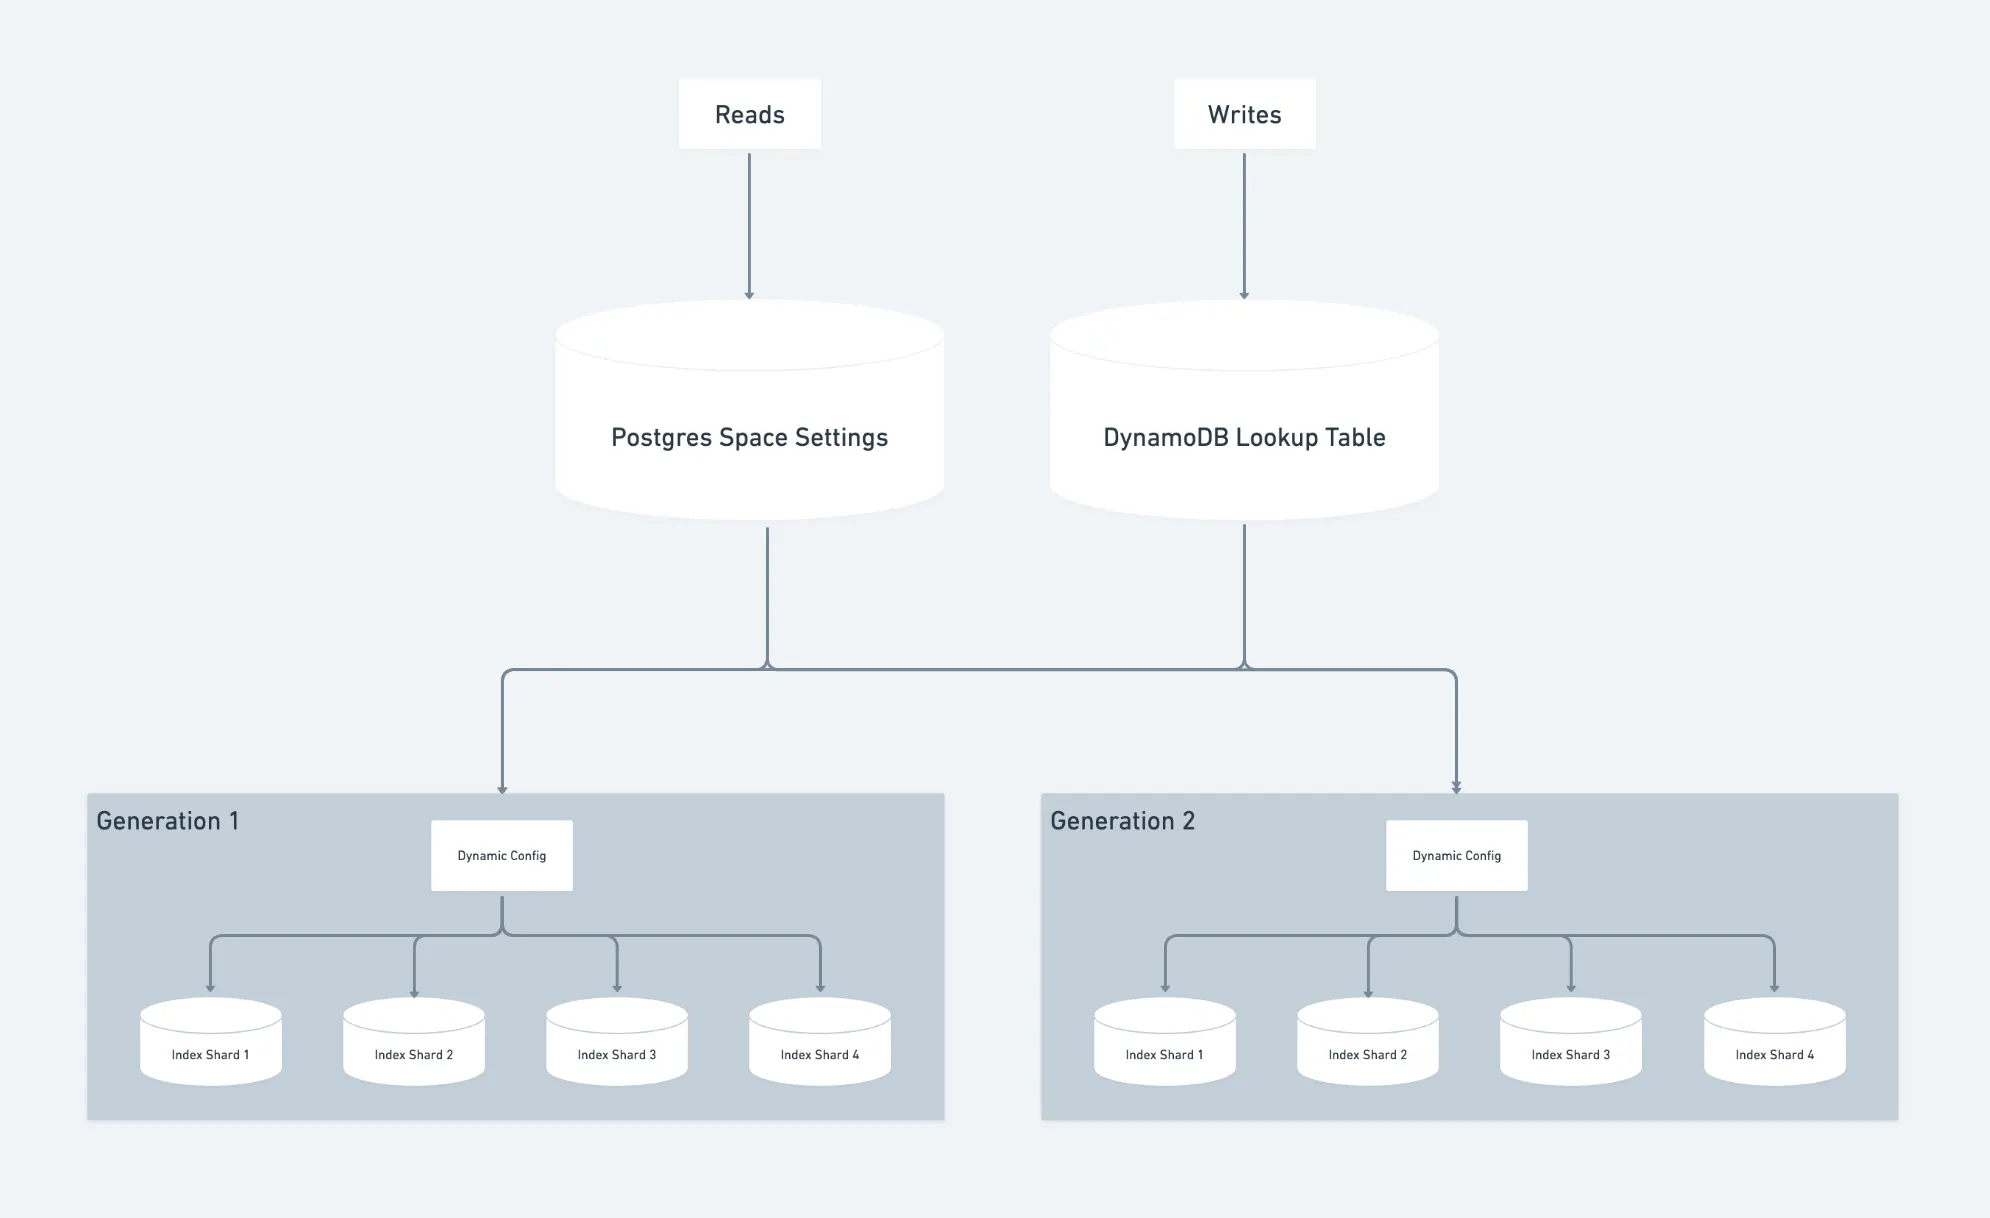 Reads
Writes
Postgres Space Settings
DynamoDB Lookup Table
Generation 1
Dynamic Config
Index Shard 1
Index Shard 2
Index Shard 3
Index Shard 4
Generation 2
Dynamic Config
Index Shard 1
Index Shard 2
Index Shard 3
Index Shard 4